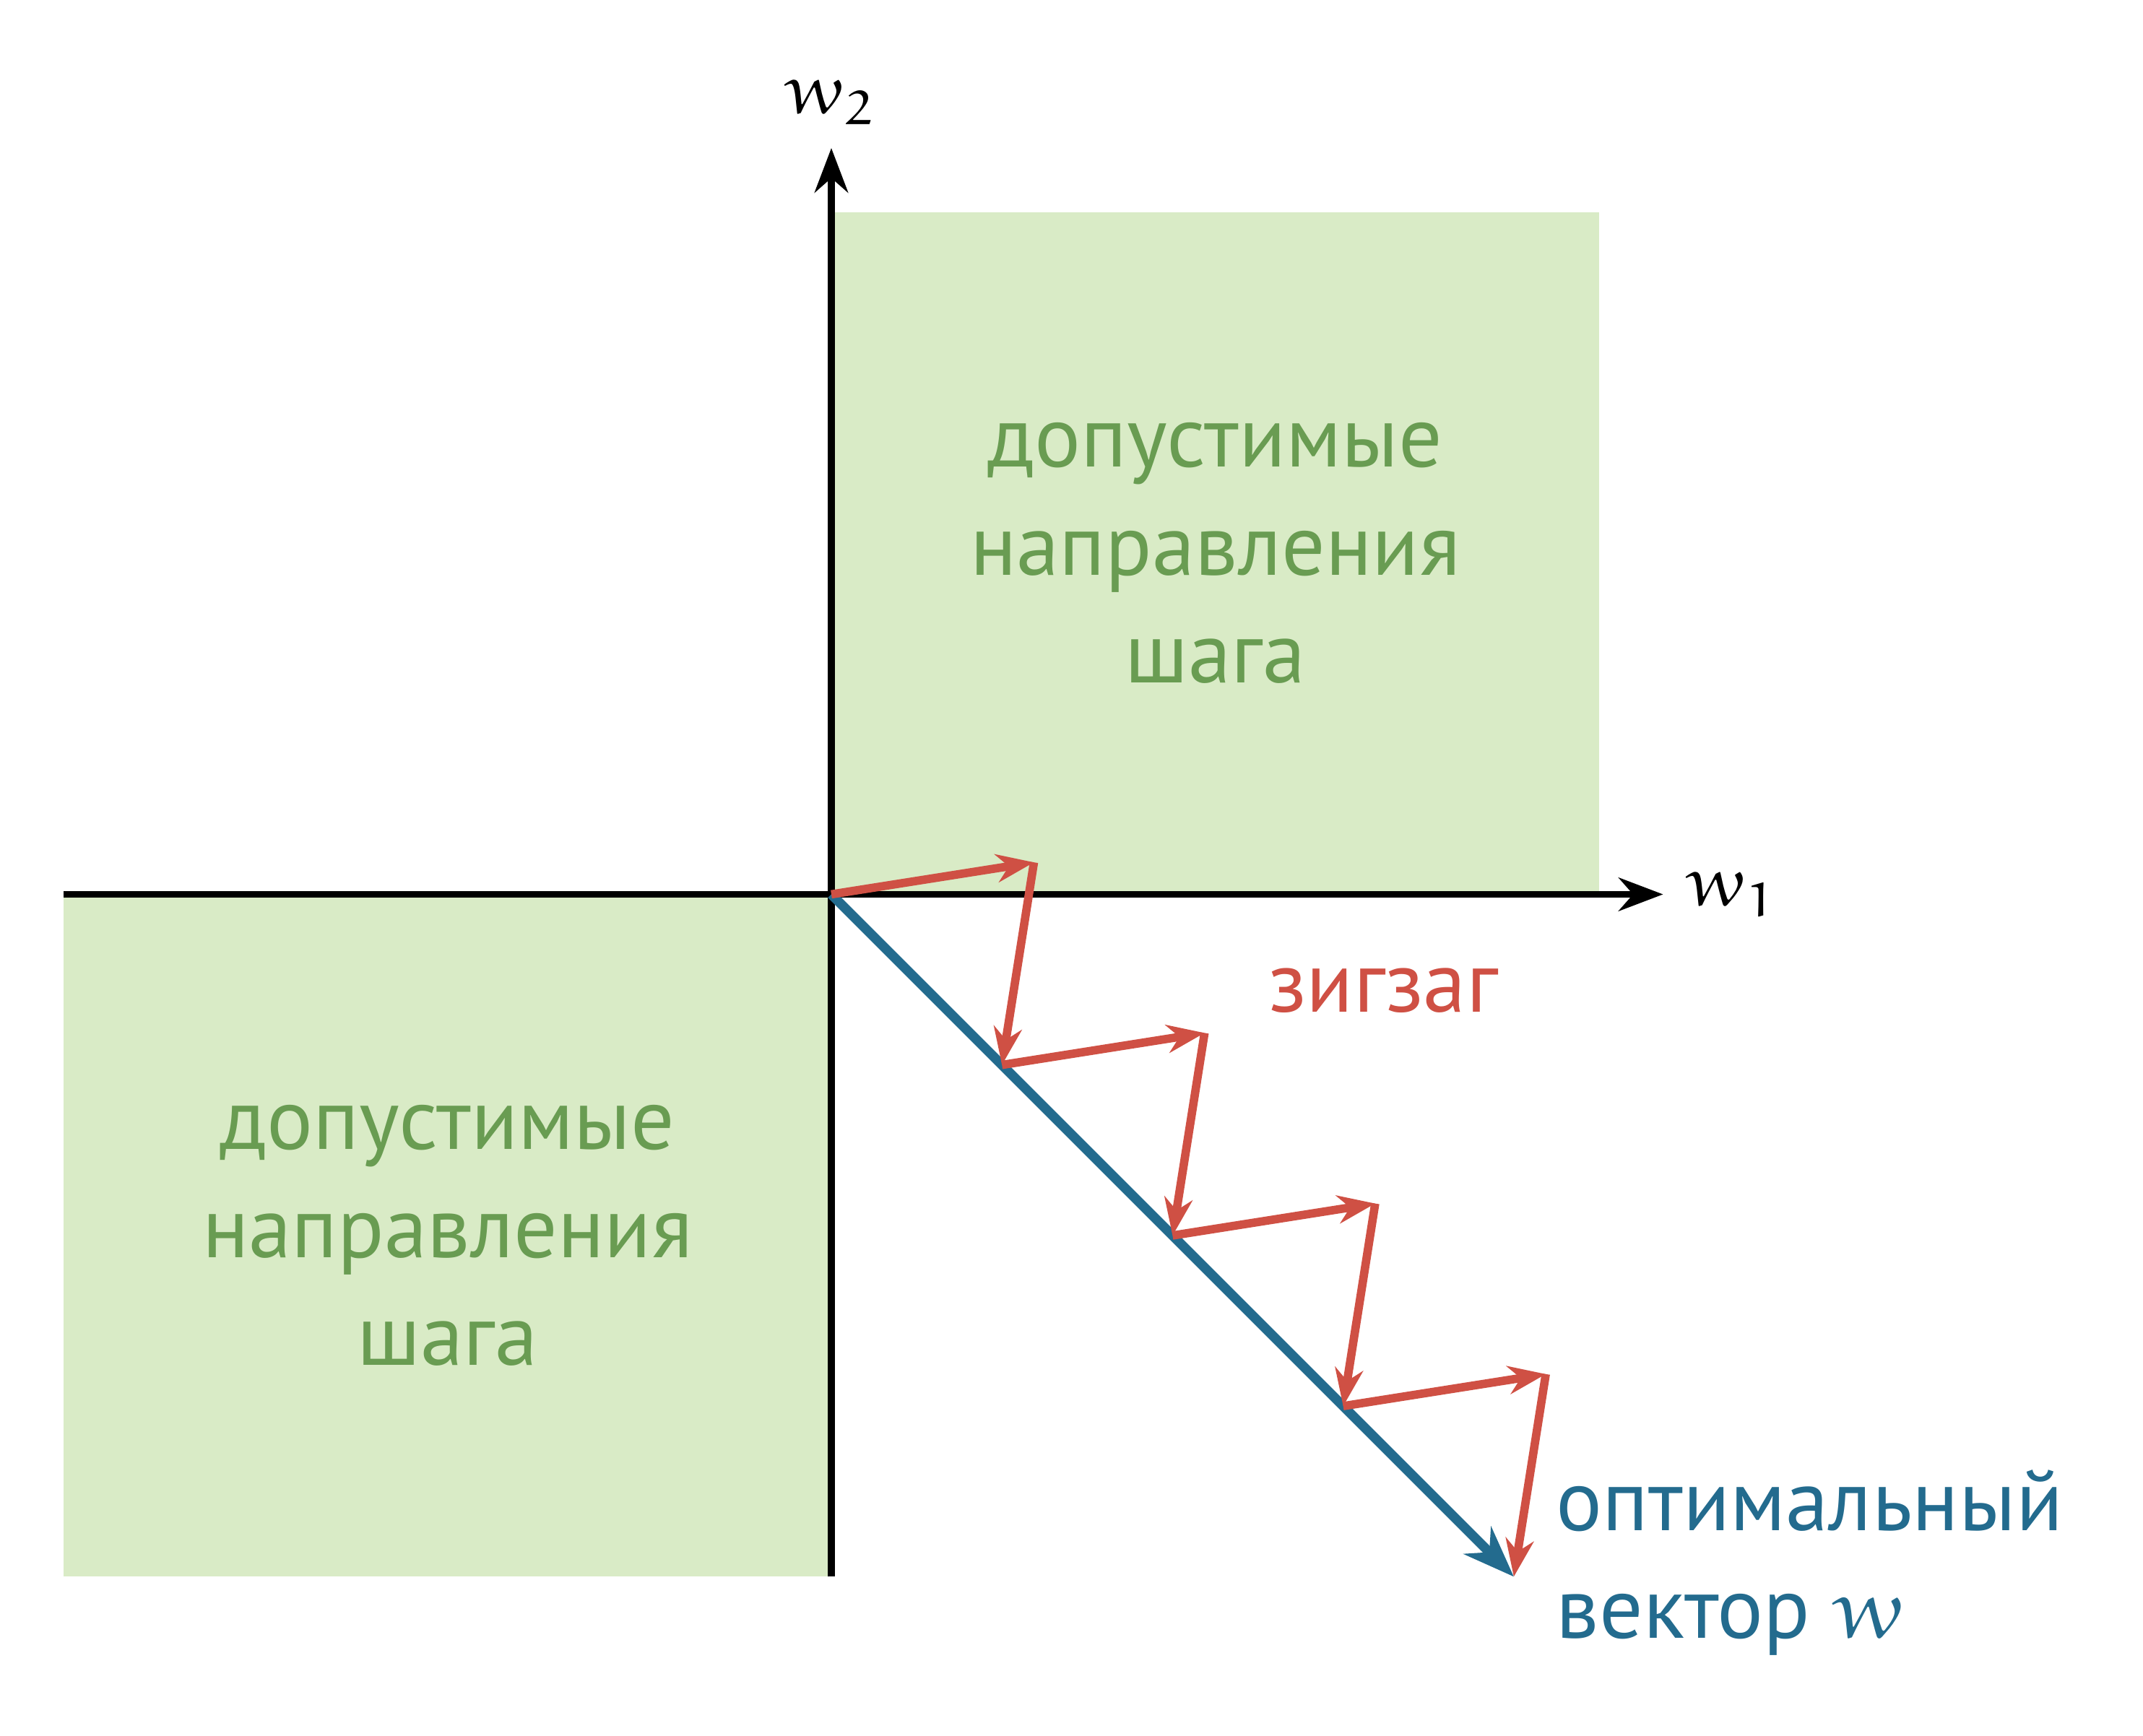 w2
допустимые
направления
шага
w1
зигзаг
допустимые
направления
шага
оптимальный
вектор w